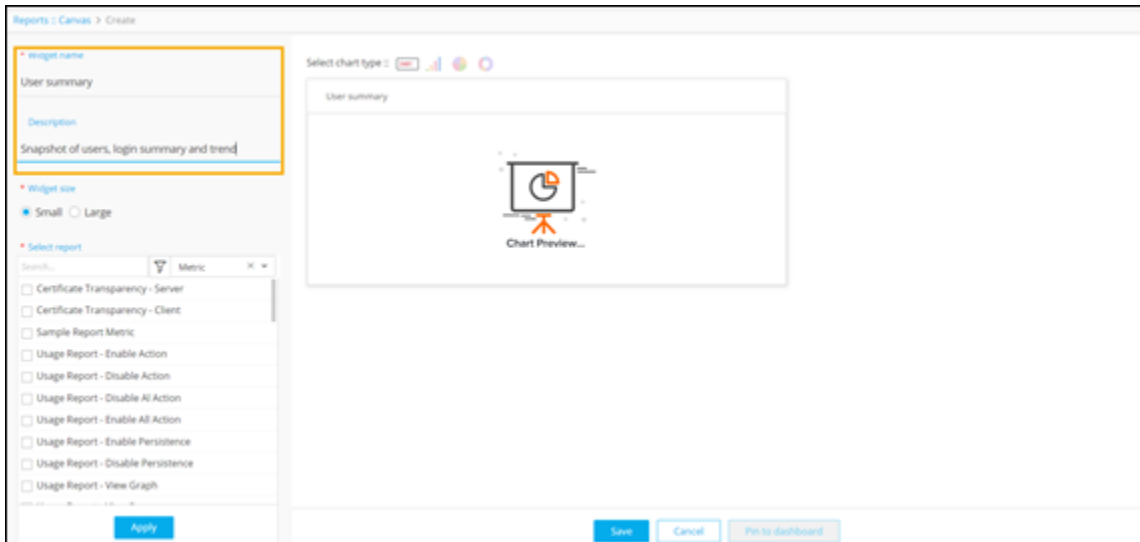 Reports :: Canvas > Create
* Widget name
User summary
Description
Snapshot of users, login summary and trend
* Widget size
Small Large
* Select report
Search... Metric
Certificate Transparency - Server
Certificate Transparency - Client
Sample Report Metric
Usage Report - Enable Action
Usage Report - Disable Action
Usage Report - Disable Al Action
Usage Report - Enable All Action
Usage Report - Enable Persistence
Usage Report - Disable Persistence
Usage Report - View Graph
Apply
Select chart type ::
User summary
Chart Preview...
Save Cancel Pin to dashboard